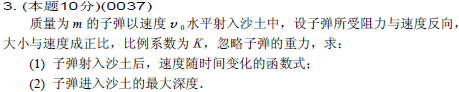 3. (本题10分)(0037)
质量为 m 的子弹以速度 v₀ 水平射入沙土中，设子弹所受阻力与速度反向，
大小与速度成正比，比例系数为 K，忽略子弹的重力，求：
(1) 子弹射入沙土后，速度随时间变化的函数式；
(2) 子弹进入沙土的最大深度．